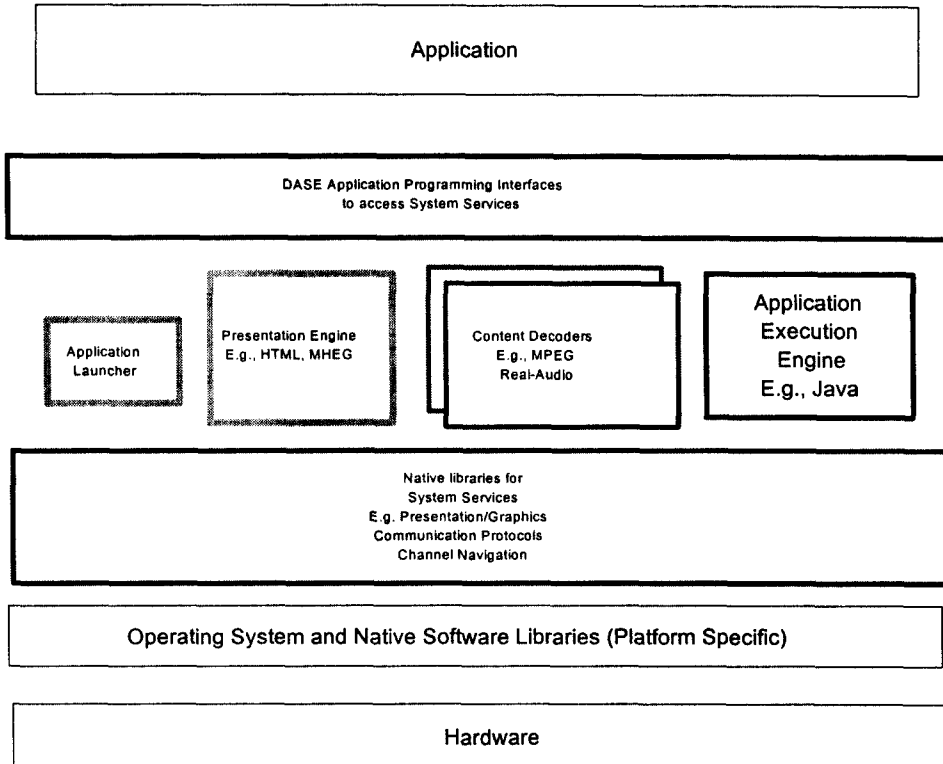 Application
DASE Application Programming Interfaces
to access System Services
Application
Launcher
Presentation Engine
E.g., HTML, MHEG
Content Decoders
E.g., MPEG
Real-Audio
Application
Execution
Engine
E.g., Java
Native libraries for
System Services
E.g. Presentation/Graphics
Communication Protocols
Channel Navigation
Operating System and Native Software Libraries (Platform Specific)
Hardware